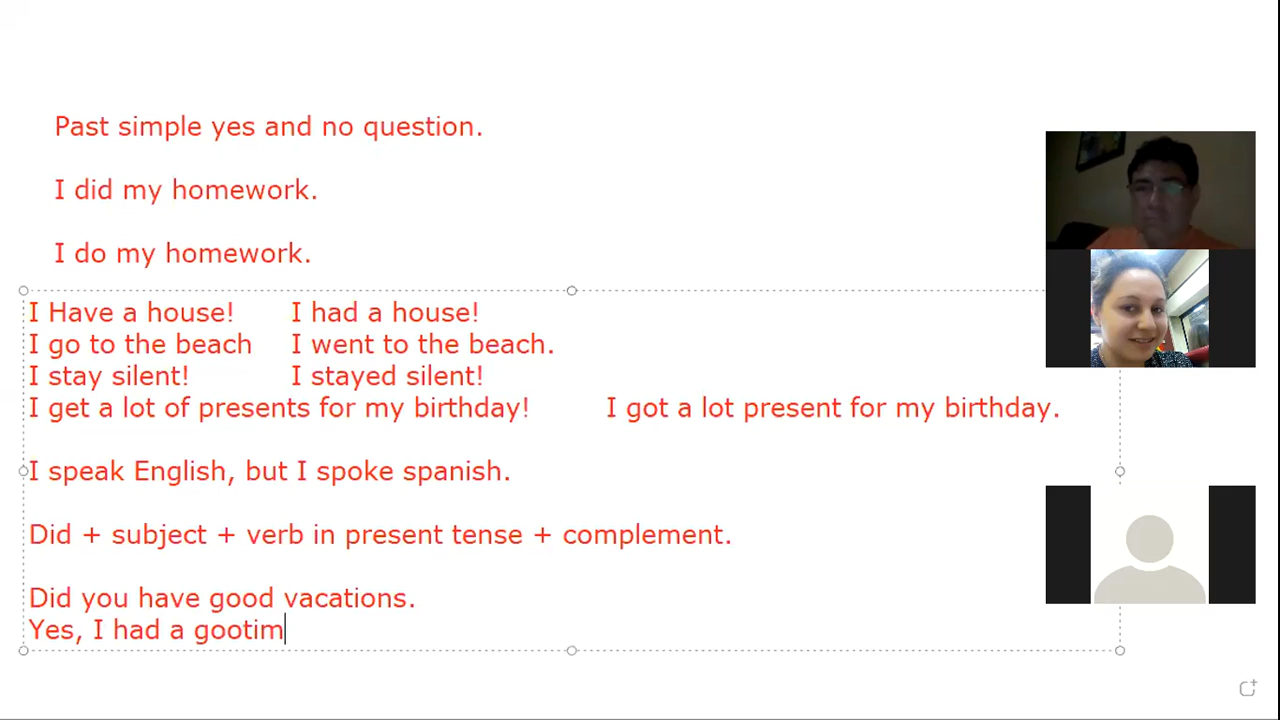 Past simple yes and no question.
I did my homework.
I do my homework.
I Have a house! I had a house!
I go to the beach I went to the beach.
I stay silent! I stayed silent!
I get a lot of presents for my birthday! I got a lot present for my birthday.
I speak English, but I spoke spanish.
Did + subject + verb in present tense + complement.
Did you have good vacations.
Yes, I had a gootim